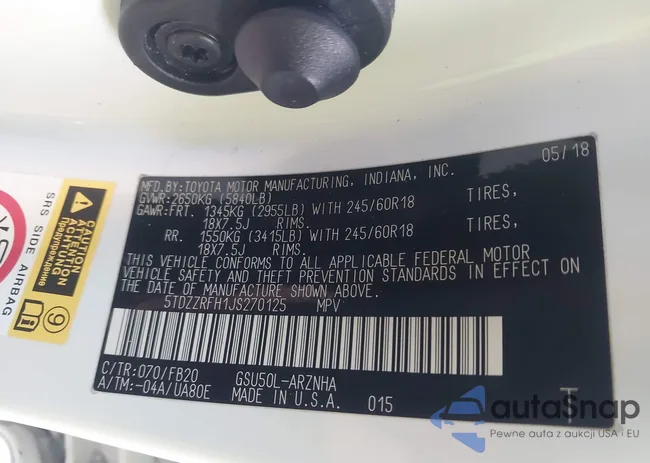 MFD.BY:TOYOTA MOTOR MANUFACTURING, INDIANA, INC. 05/18
GVWR:2650KG (5840LB)
GAWR:FRT. 1345KG (2955LB) WITH 245/60R18 TIRES,
18X7.5J RIMS.
RR. 1550KG (3415LB) WITH 245/60R18 TIRES,
18X7.5J RIMS.
THIS VEHICLE CONFORMS TO ALL APPLICABLE FEDERAL MOTOR
VEHICLE SAFETY AND THEFT PREVENTION STANDARDS IN EFFECT ON
THE DATE OF MANUFACTURE SHOWN ABOVE.
5TDZZRFH1JS270125 MPV
C/TR:070/FB20 GSU50L-ARZNHA
A/TM:-04A/UA80E MADE IN U.S.A. 015 T
CAUTION
ACHTUNG
ATTENTION
Предупреждение
SRS SIDE AIRBAG
9
autaSnap
Pewne auta z aukcji USA i EU